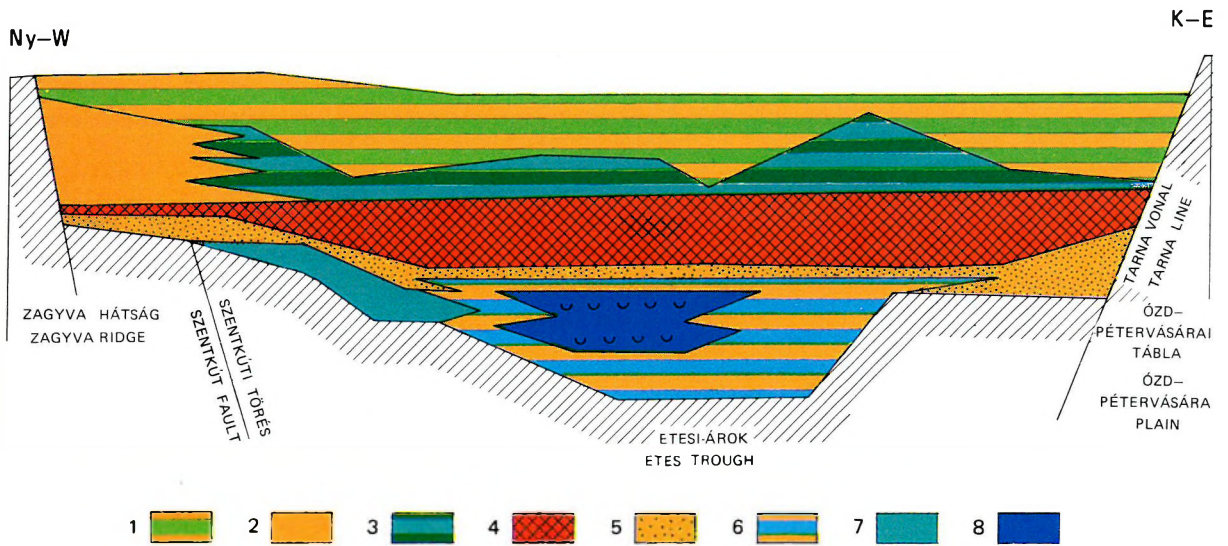 Ny–W
K–E
ZAGYVA HÁTSÁG
ZAGYVA RIDGE
SZENTKÚTI TÖRÉS
SZENTKÚT FAULT
ETESI-ÁROK
ETES TROUGH
TARNA VONAL
TARNA LINE
ÓZD–
PÉTERVÁSÁRAI
TÁBLA
ÓZD–
PÉTERVÁSÁRA
PLAIN
1 2 3 4 5 6 7 8